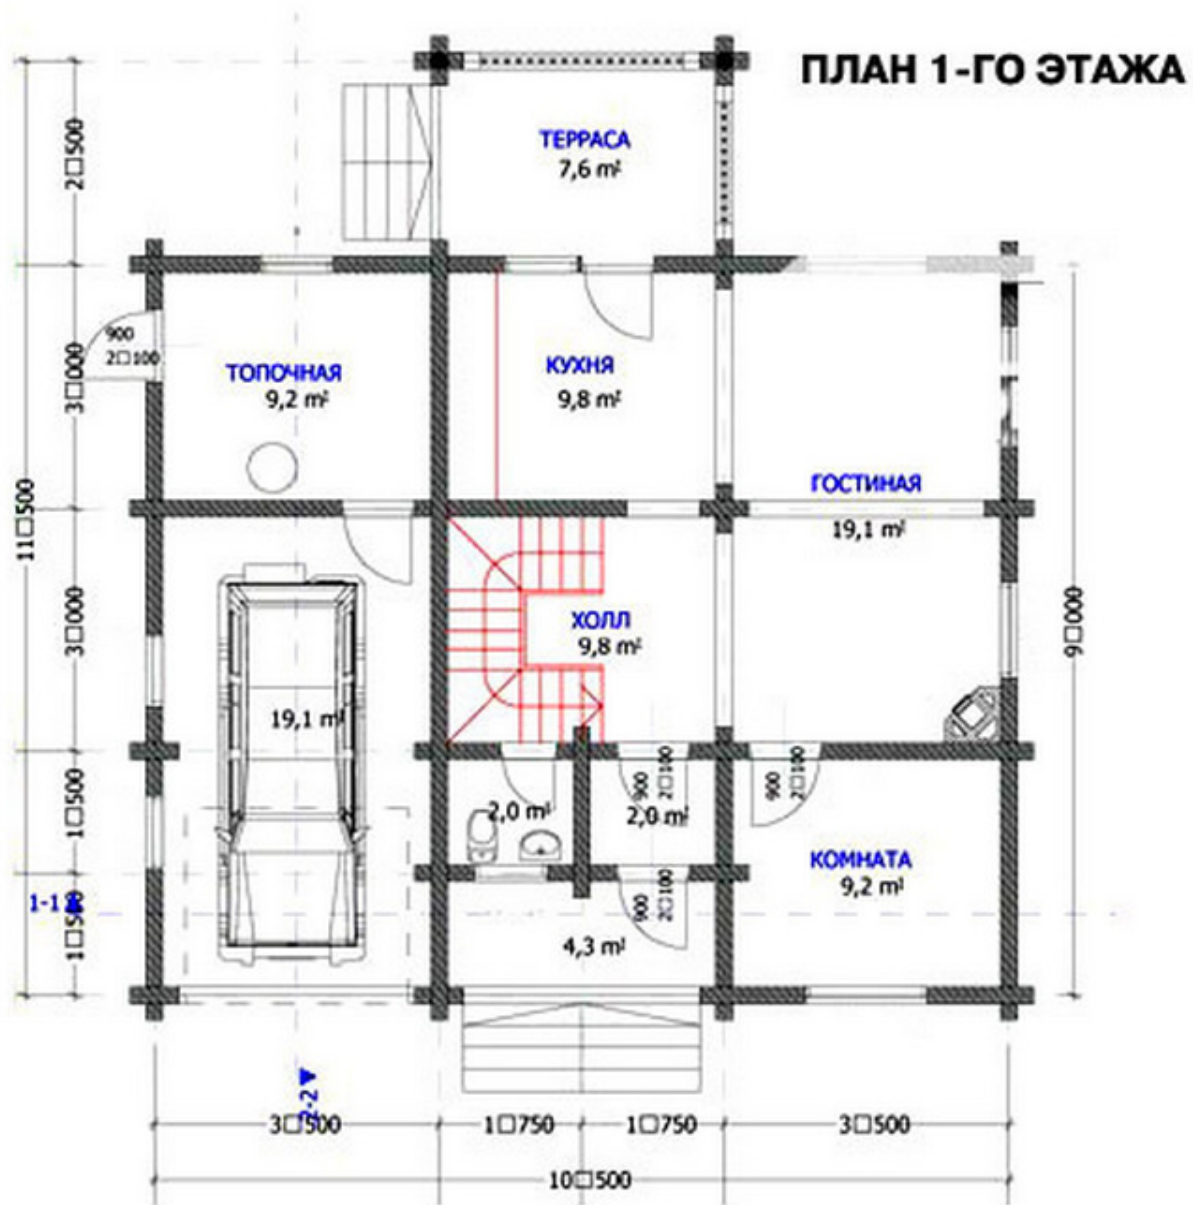 ПЛАН 1-ГО ЭТАЖА
ТЕРРАСА
7,6 m²
2□500
900
2□100
ТОПОЧНАЯ
9,2 m²
КУХНЯ
9,8 m²
3□000
ГОСТИНАЯ
19,1 m²
11□500
ХОЛЛ
9,8 m²
3□000
9□000
19,1 m²
900
2□100
900
2□100
2,0 m²
2,0 m²
1□500
КОМНАТА
9,2 m²
1-1
1□500
900
2□100
4,3 m²
2-2
3□500
1□750
1□750
3□500
10□500